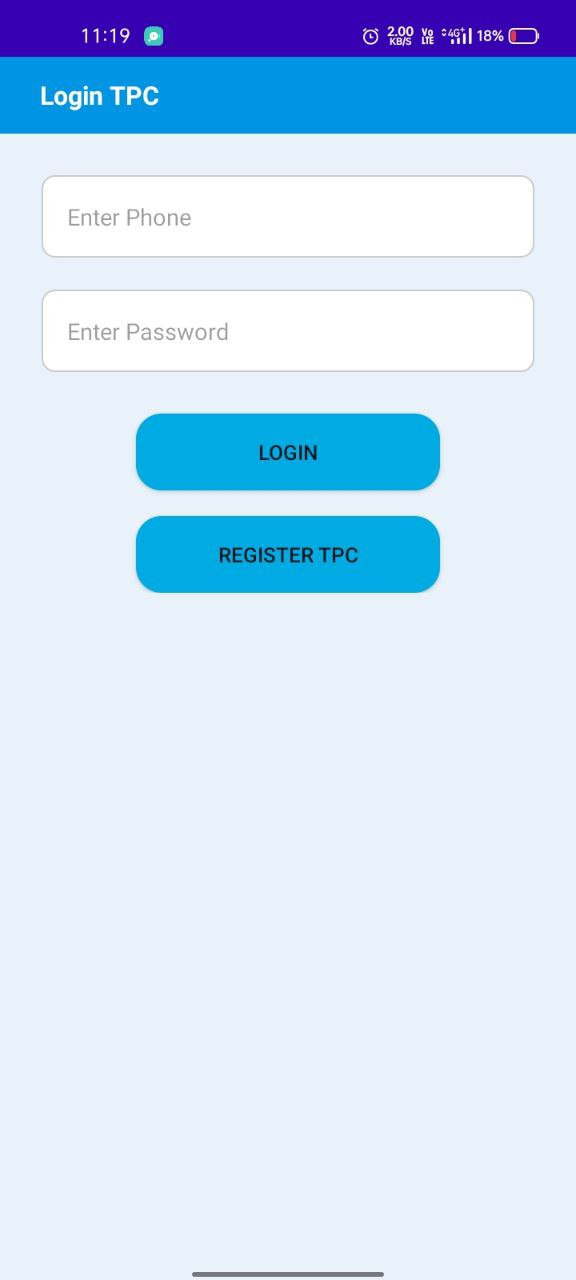 11:19 2.00 KB/S Vo LTE 4G+ 18%
Login TPC
Enter Phone
Enter Password
LOGIN
REGISTER TPC